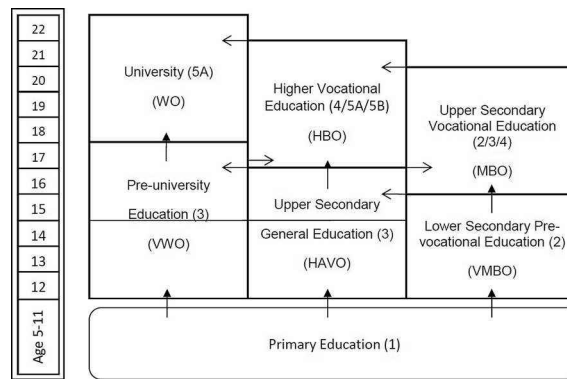 22
21
20
19
18
17
16
15
14
13
12
Age 5-11
University (5A)
(WO)
Higher Vocational
Education (4/5A/5B)
(HBO)
Upper Secondary
Vocational Education
(2/3/4)
(MBO)
Pre-university
Education (3)
(VWO)
Upper Secondary
General Education (3)
(HAVO)
Lower Secondary Pre-
vocational Education (2)
(VMBO)
Primary Education (1)